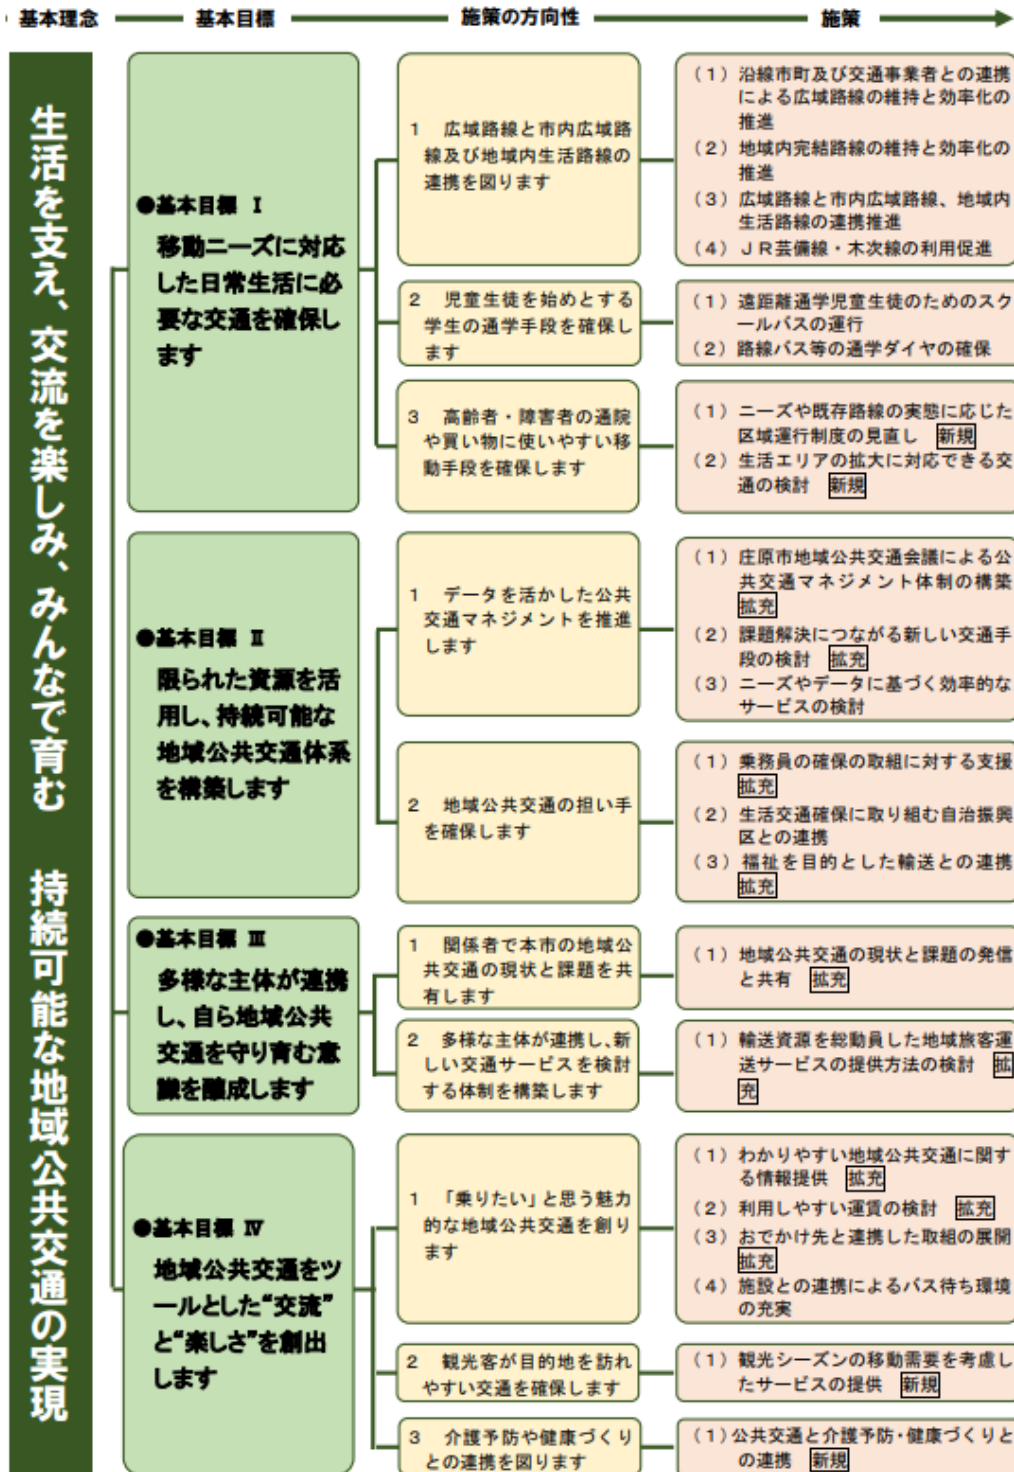 基本理念
基本目標
施策の方向性
施策
生活を支え、交流を楽しみ、みんなで育む　持続可能な地域公共交通の実現
●基本目標 Ⅰ
移動ニーズに対応
した日常生活に必
要な交通を確保し
ます
1　広域路線と市内広域路
線及び地域内生活路線の
連携を図ります
（1）沿線市町及び交通事業者との連携
による広域路線の維持と効率化の
推進
（2）地域内完結路線の維持と効率化の
推進
（3）広域路線と市内広域路線、地域内
生活路線の連携推進
（4）ＪＲ芸備線・木次線の利用促進
2　児童生徒を始めとする
学生の通学手段を確保し
ます
（1）遠距離通学児童生徒のためのスク
ールバスの運行
（2）路線バス等の通学ダイヤの確保
3　高齢者・障害者の通院
や買い物に使いやすい移
動手段を確保します
（1）ニーズや既存路線の実態に応じた
区域運行制度の見直し　新規
（2）生活エリアの拡大に対応できる交
通の検討　新規
●基本目標 Ⅱ
限られた資源を活
用し、持続可能な
地域公共交通体系
を構築します
1　データを活かした公共
交通マネジメントを推進
します
（1）庄原市地域公共交通会議による公
共交通マネジメント体制の構築
拡充
（2）課題解決につながる新しい交通手
段の検討　拡充
（3）ニーズやデータに基づく効率的な
サービスの検討
2　地域公共交通の担い手
を確保します
（1）乗務員の確保の取組に対する支援
拡充
（2）生活交通確保に取り組む自治振興
区との連携
（3）福祉を目的とした輸送との連携
拡充
●基本目標 Ⅲ
多様な主体が連携
し、自ら地域公共
交通を守り育む意
識を醸成します
1　関係者で本市の地域公
共交通の現状と課題を共
有します
（1）地域公共交通の現状と課題の発信
と共有　拡充
2　多様な主体が連携し、新
しい交通サービスを検討
する体制を構築します
（1）輸送資源を総動員した地域旅客運
送サービスの提供方法の検討　拡
充
●基本目標 Ⅳ
地域公共交通をツ
ールとした“交流”
と“楽しさ”を創出
します
1　「乗りたい」と思う魅力
的な地域公共交通を創り
ます
（1）わかりやすい地域公共交通に関す
る情報提供　拡充
（2）利用しやすい運賃の検討　拡充
（3）おでかけ先と連携した取組の展開
拡充
（4）施設との連携によるバス待ち環境
の充実
2　観光客が目的地を訪れ
やすい交通を確保します
（1）観光シーズンの移動需要を考慮し
たサービスの提供　新規
3　介護予防や健康づくり
との連携を図ります
（1）公共交通と介護予防・健康づくりと
の連携　新規